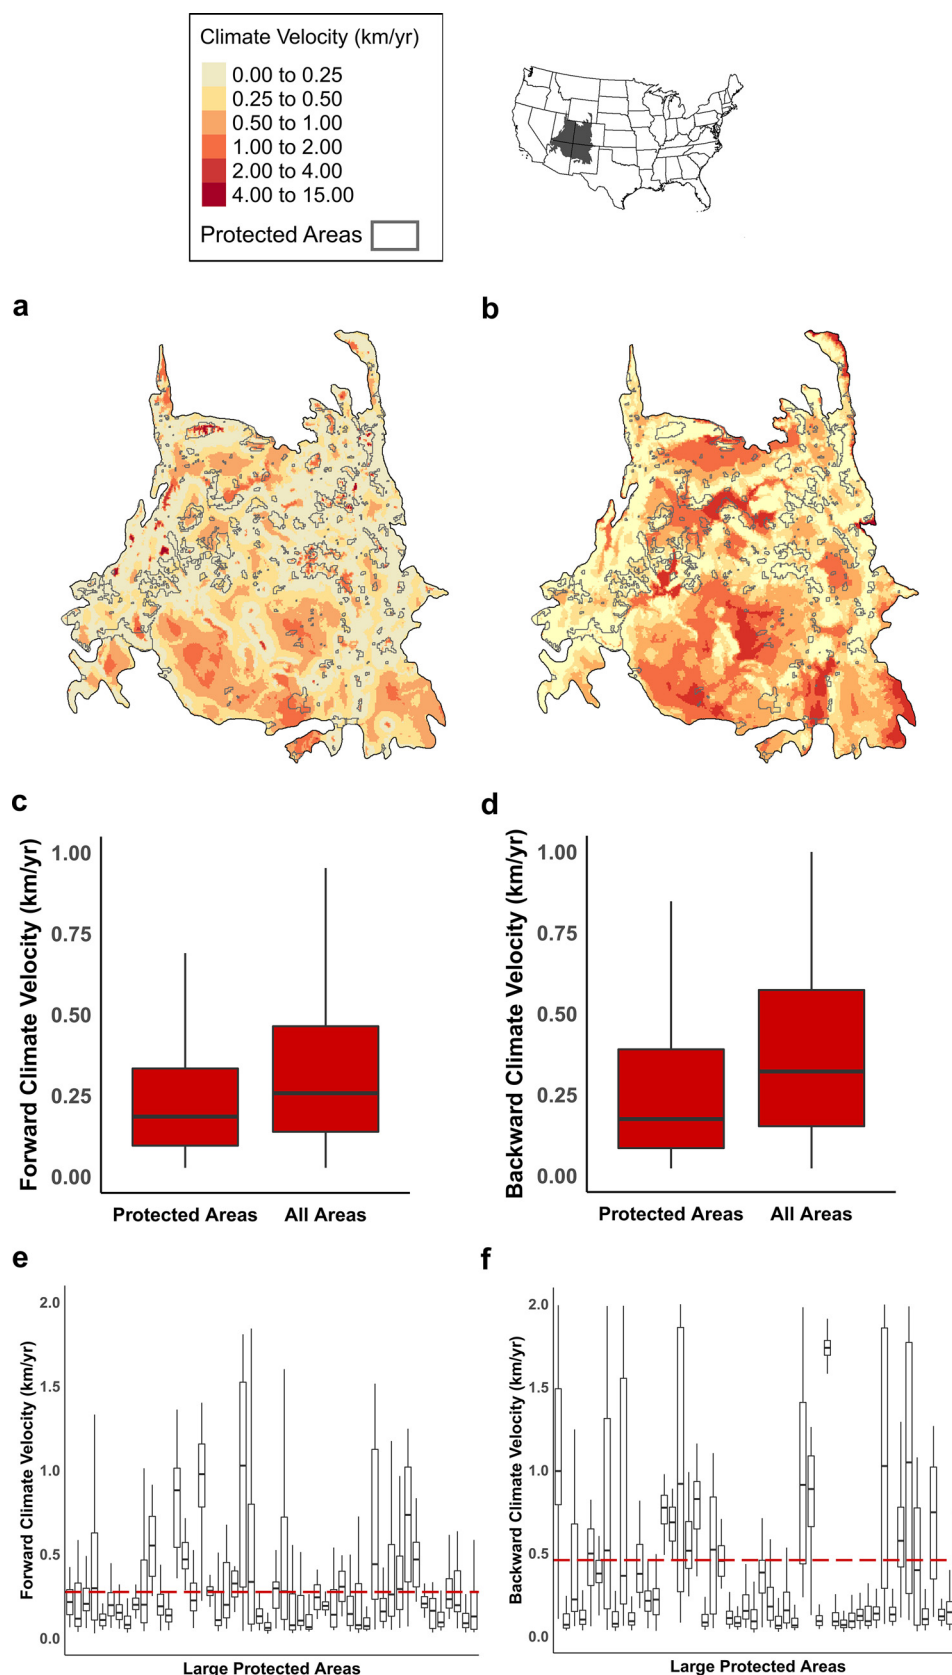 Climate Velocity (km/yr)
0.00 to 0.25
0.25 to 0.50
0.50 to 1.00
1.00 to 2.00
2.00 to 4.00
4.00 to 15.00
Protected Areas
a
b
c
Forward Climate Velocity (km/yr)
1.00
0.75
0.50
0.25
0.00
Protected Areas
All Areas
d
Backward Climate Velocity (km/yr)
1.00
0.75
0.50
0.25
0.00
Protected Areas
All Areas
e
Forward Climate Velocity (km/yr)
2.0
1.5
1.0
0.5
0.0
Large Protected Areas
f
Backward Climate Velocity (km/yr)
2.0
1.5
1.0
0.5
0.0
Large Protected Areas